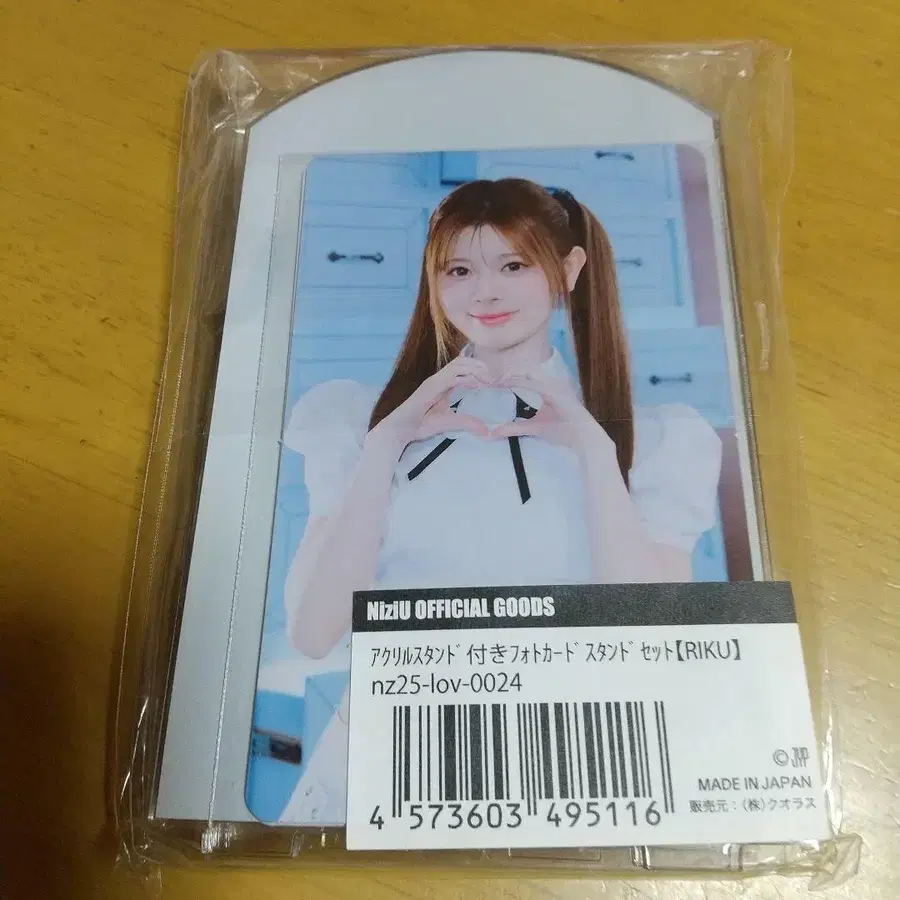 NiziU OFFICIAL GOODS
ｱｸﾘﾙｽﾀﾝﾄﾞ付きﾌｫﾄｶｰﾄﾞｽﾀﾝﾄﾞｾｯﾄ【RIKU】
nz25-lov-0024
© JYP
MADE IN JAPAN
販売元：（株）クオラス
4 573603 495116